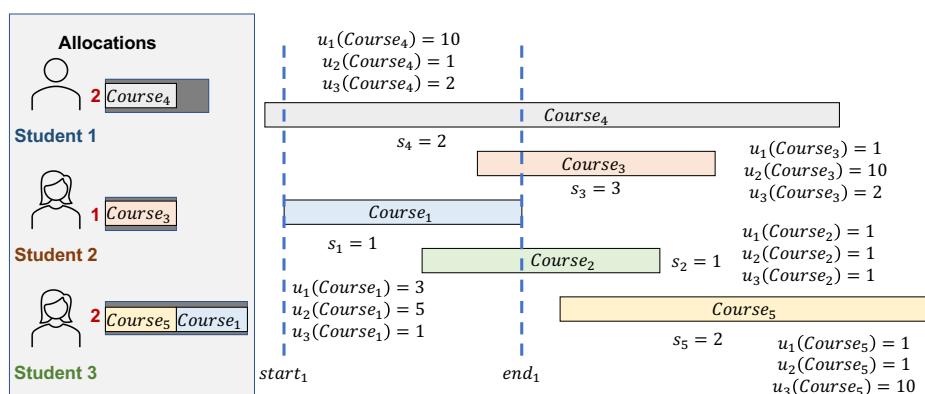 Allocations
2 Course₄
Student 1
1 Course₃
Student 2
2 Course₅ Course₁
Student 3
u₁(Course₄) = 10
u₂(Course₄) = 1
u₃(Course₄) = 2
Course₄
s₄ = 2
Course₃
s₃ = 3
u₁(Course₃) = 1
u₂(Course₃) = 10
u₃(Course₃) = 2
Course₁
s₁ = 1
Course₂
s₂ = 1
u₁(Course₂) = 1
u₂(Course₂) = 1
u₃(Course₂) = 1
u₁(Course₁) = 3
u₂(Course₁) = 5
u₃(Course₁) = 1
Course₅
s₅ = 2
u₁(Course₅) = 1
u₂(Course₅) = 1
u₃(Course₅) = 10
start₁
end₁